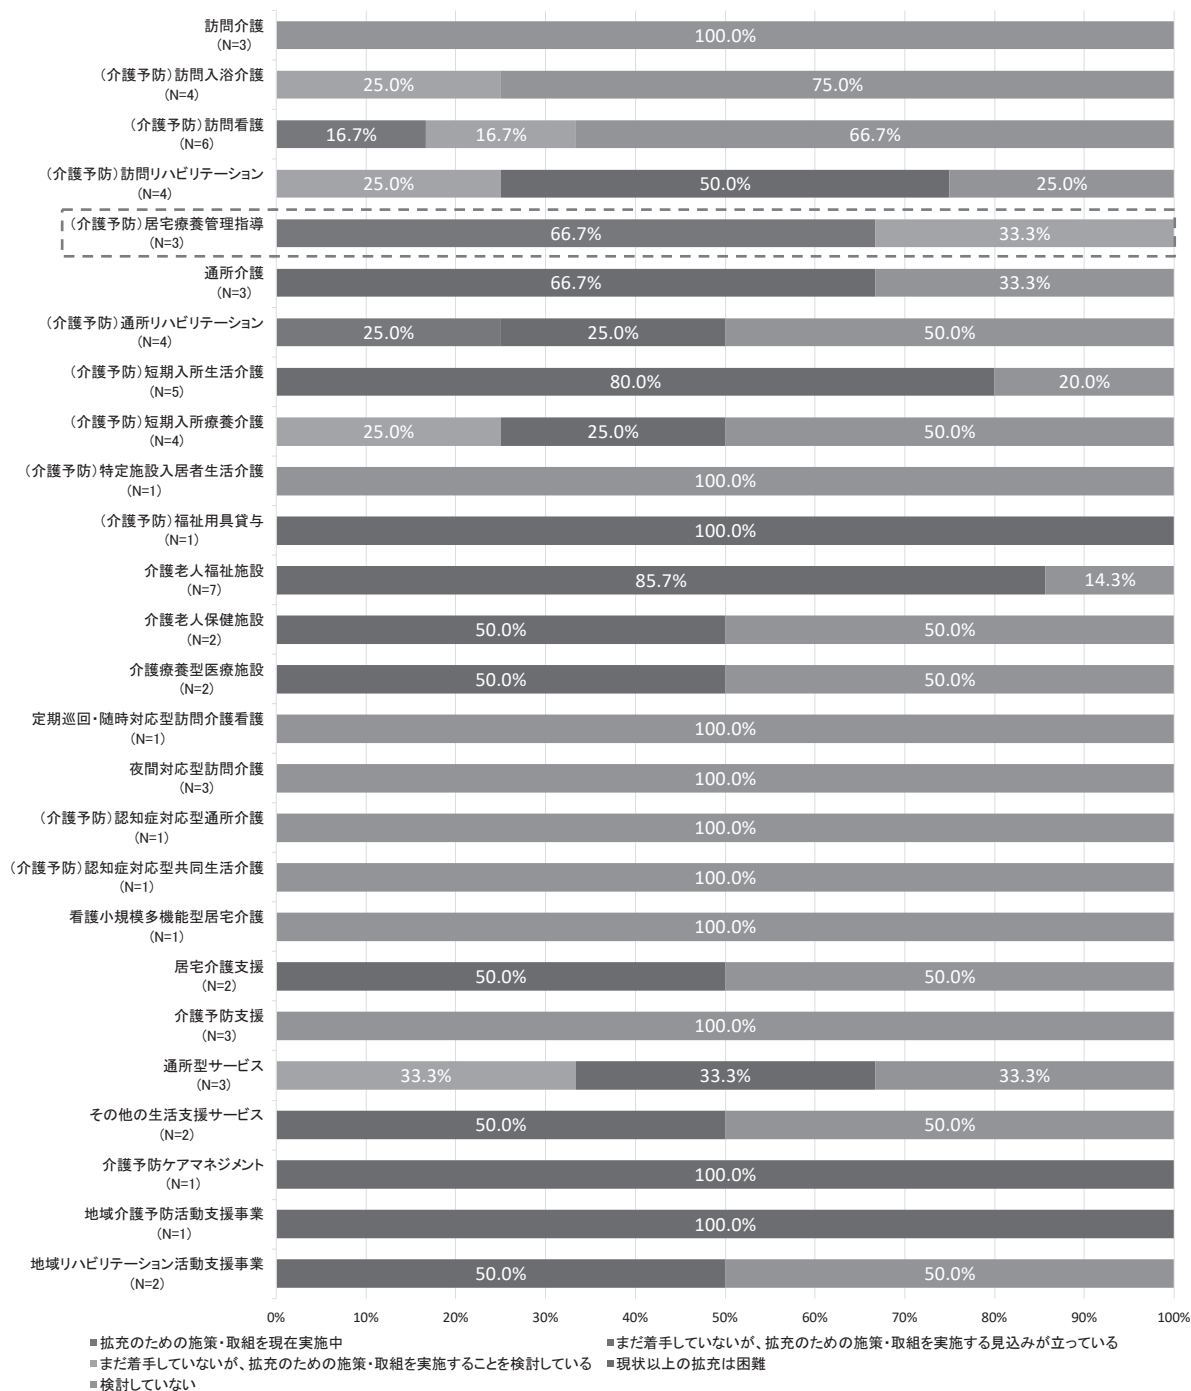 訪問介護
(N=3)
100.0%
(介護予防)訪問入浴介護
(N=4)
25.0% 75.0%
(介護予防)訪問看護
(N=6)
16.7% 16.7% 66.7%
(介護予防)訪問リハビリテーション
(N=4)
25.0% 50.0% 25.0%
(介護予防)居宅療養管理指導
(N=3)
66.7% 33.3%
通所介護
(N=3)
66.7% 33.3%
(介護予防)通所リハビリテーション
(N=4)
25.0% 25.0% 50.0%
(介護予防)短期入所生活介護
(N=5)
80.0% 20.0%
(介護予防)短期入所療養介護
(N=4)
25.0% 25.0% 50.0%
(介護予防)特定施設入居者生活介護
(N=1)
100.0%
(介護予防)福祉用具貸与
(N=1)
100.0%
介護老人福祉施設
(N=7)
85.7% 14.3%
介護老人保健施設
(N=2)
50.0% 50.0%
介護療養型医療施設
(N=2)
50.0% 50.0%
定期巡回・随時対応型訪問介護看護
(N=1)
100.0%
夜間対応型訪問介護
(N=3)
100.0%
(介護予防)認知症対応型通所介護
(N=1)
100.0%
(介護予防)認知症対応型共同生活介護
(N=1)
100.0%
看護小規模多機能型居宅介護
(N=1)
100.0%
居宅介護支援
(N=2)
50.0% 50.0%
介護予防支援
(N=3)
100.0%
通所型サービス
(N=3)
33.3% 33.3% 33.3%
その他の生活支援サービス
(N=2)
50.0% 50.0%
介護予防ケアマネジメント
(N=1)
100.0%
地域介護予防活動支援事業
(N=1)
100.0%
地域リハビリテーション活動支援事業
(N=2)
50.0% 50.0%
0% 10% 20% 30% 40% 50% 60% 70% 80% 90% 100%
拡充のための施策・取組を現在実施中 まだ着手していないが、拡充のための施策・取組を実施する見込みが立っている
まだ着手していないが、拡充のための施策・取組を実施することを検討している 現状以上の拡充は困難
検討していない